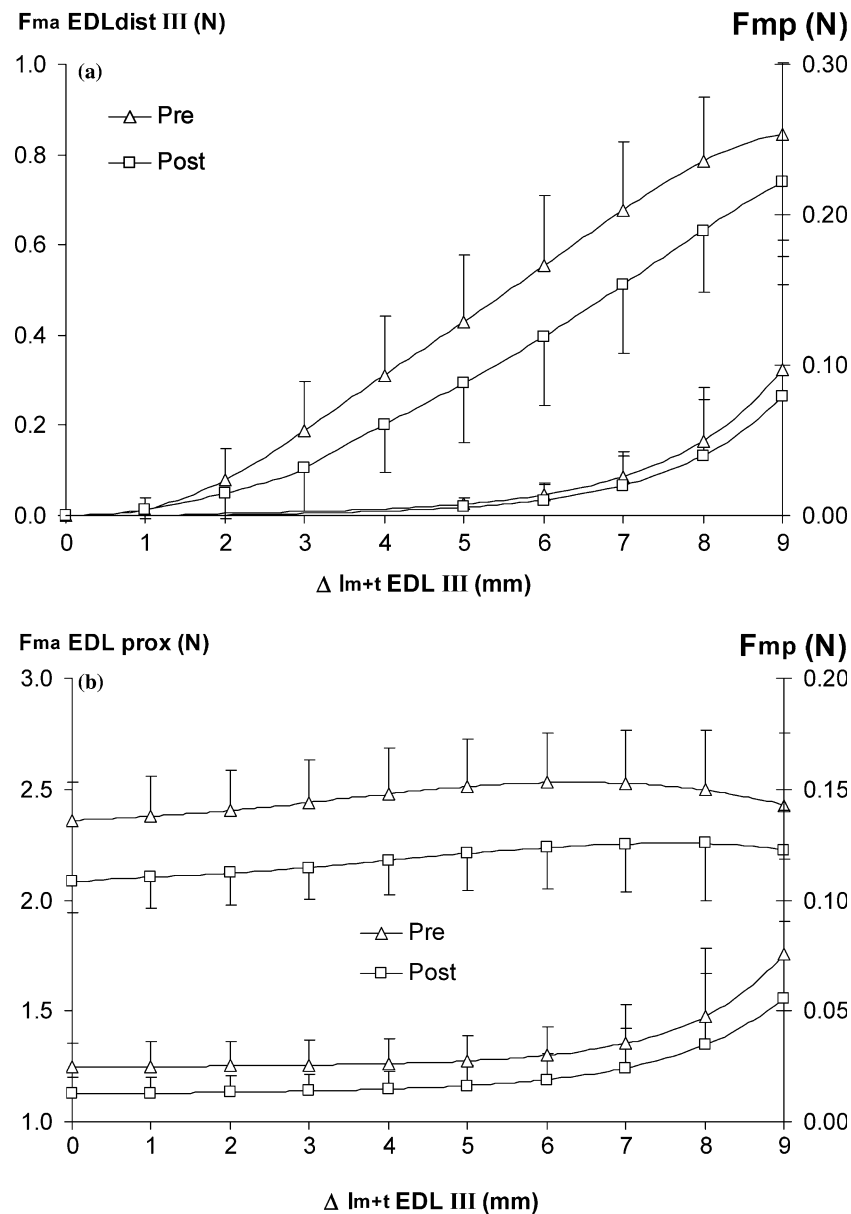 Fma EDLdist III (N)
Fmp (N)
1.0
(a)
0.30
Pre
0.8
Post
0.20
0.6
0.4
0.10
0.2
0.0
0.00
0 1 2 3 4 5 6 7 8 9
Δ lm+t EDL III (mm)
Fma EDL prox (N)
Fmp (N)
3.0
(b)
0.20
2.5
0.15
2.0
0.10
Pre
Post
1.5
0.05
1.0
0.00
0 1 2 3 4 5 6 7 8 9
Δ lm+t EDL III (mm)